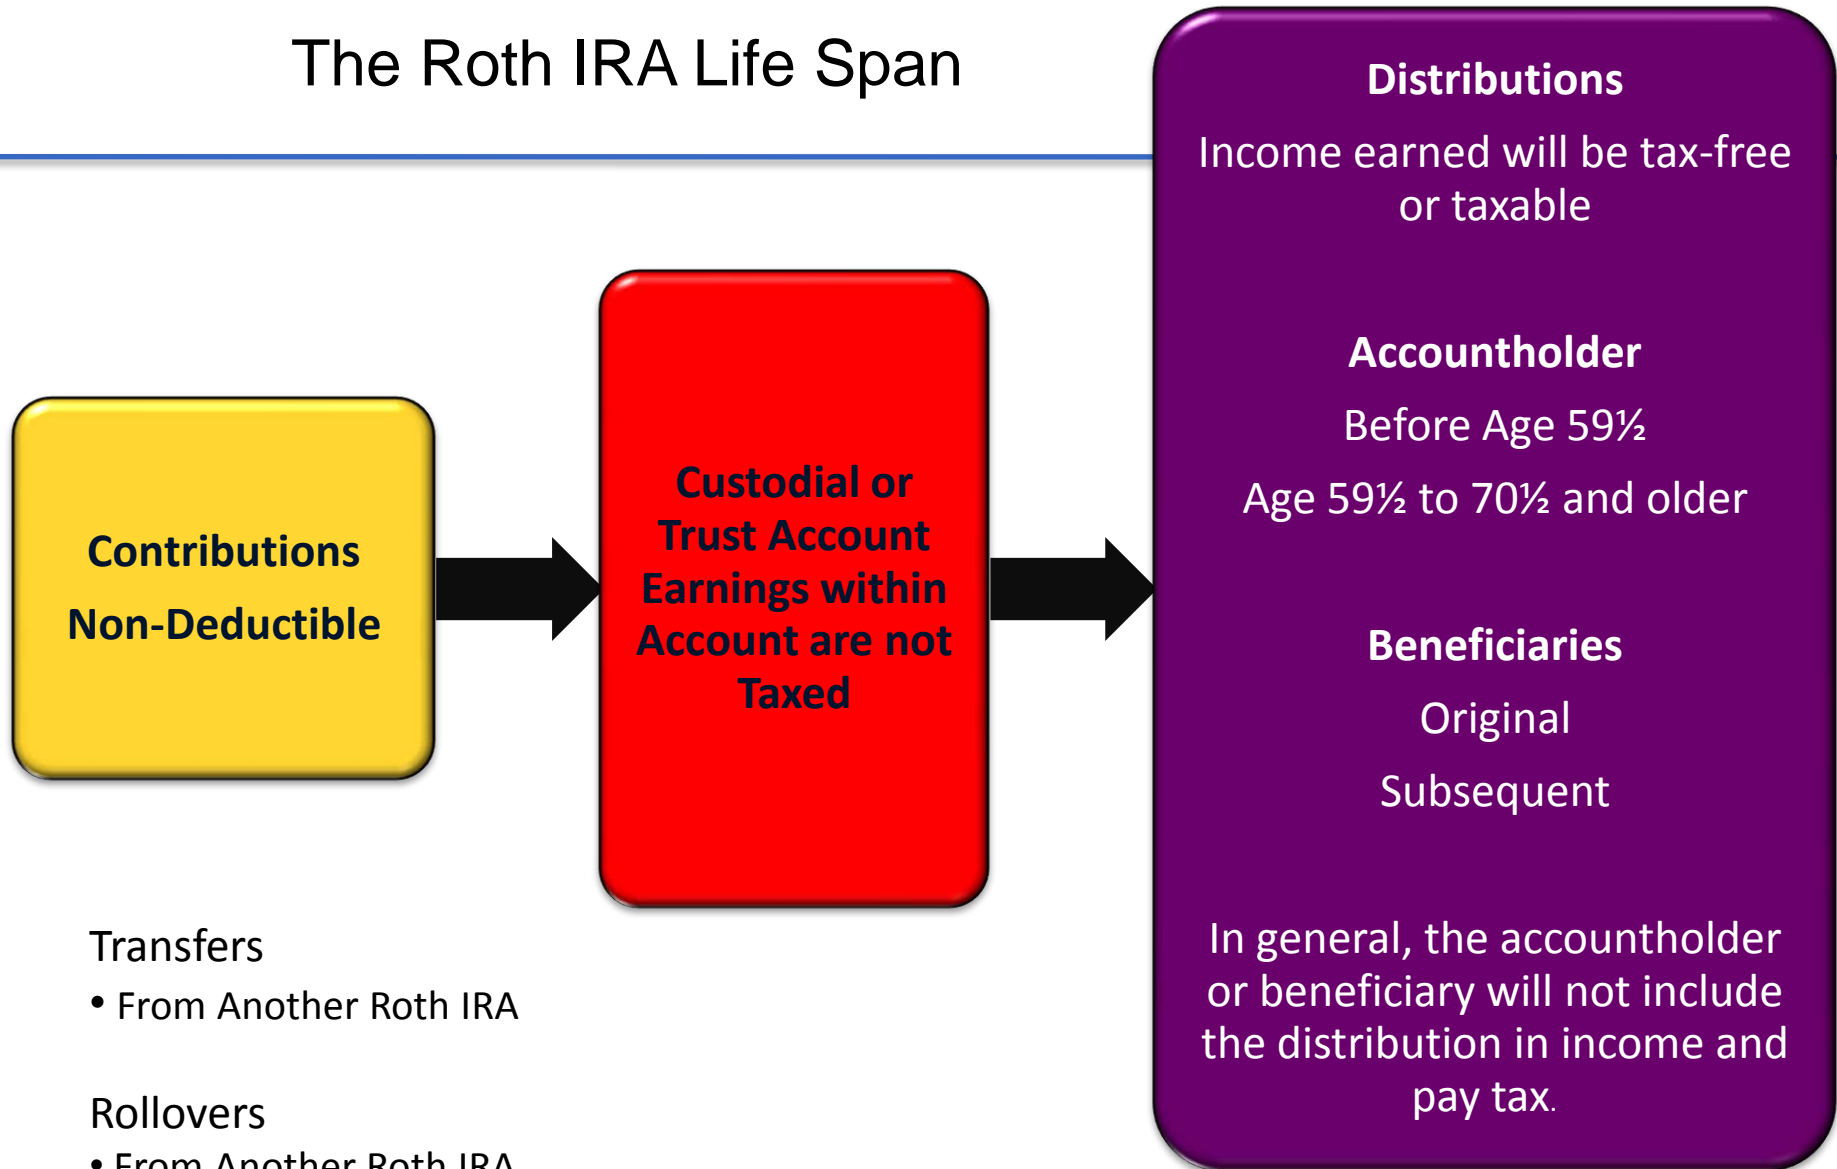 The Roth IRA Life Span
Contributions
Non-Deductible
Custodial or
Trust Account
Earnings within
Account are not
Taxed
Distributions
Income earned will be tax-free
or taxable
Accountholder
Before Age 59½
Age 59½ to 70½ and older
Beneficiaries
Original
Subsequent
In general, the accountholder
or beneficiary will not include
the distribution in income and
pay tax.
Transfers
• From Another Roth IRA
Rollovers
• From Another Roth IRA